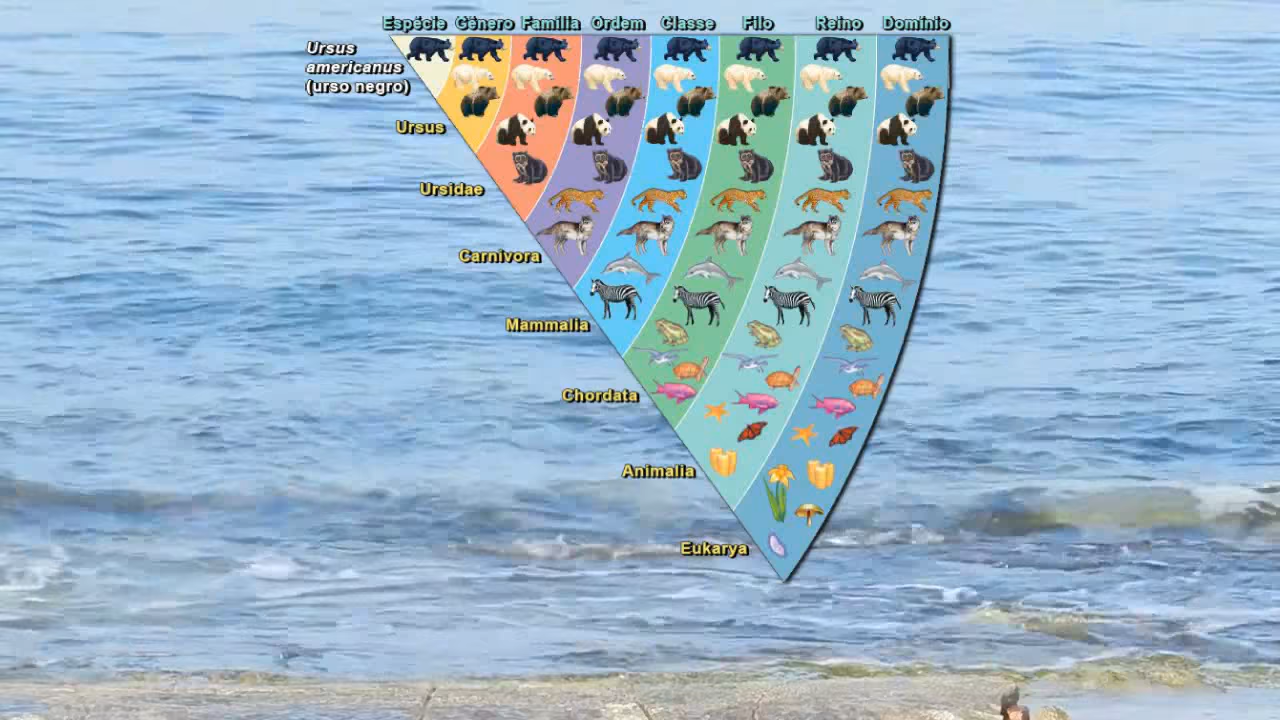 Espécie Gênero Família Ordem Classe Filo Reino Domínio
Ursus
americanus
(urso negro)
Ursus
Ursidae
Carnivora
Mammalia
Chordata
Animalia
Eukarya